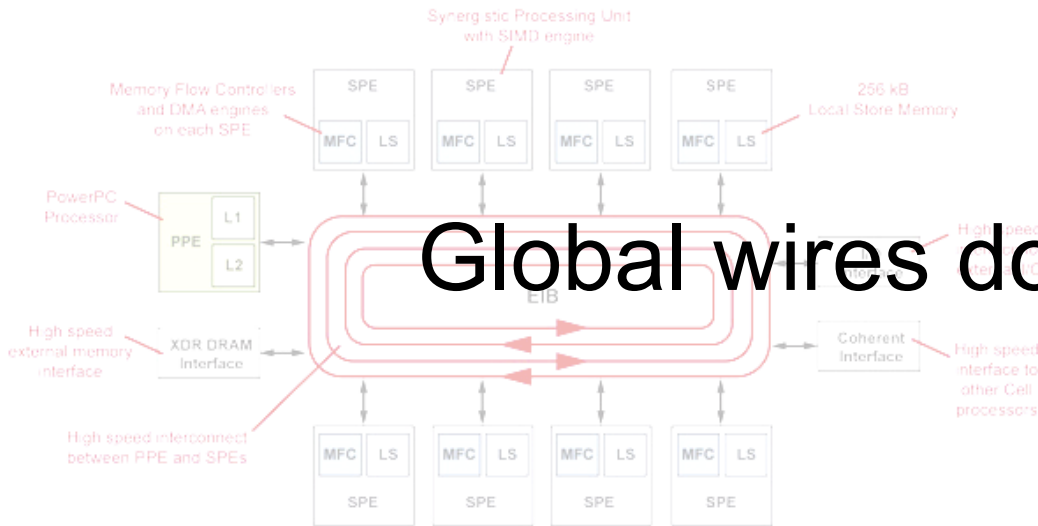 Synergistic Processing Unit
with SIMD engine
Memory Flow Controllers
and DMA engines
on each SPE
SPE SPE SPE SPE
256 kB
Local Store Memory
MFC LS MFC LS MFC LS MFC LS
PowerPC
Processor
PPE L1
L2
Global wires do
High speed
Interface
EIB
High speed
external memory
interface
XDR DRAM
Interface
Coherent
Interface
High speed
interface to
other Cell
processors
High speed interconnect
between PPE and SPEs
MFC LS MFC LS MFC LS MFC LS
SPE SPE SPE SPE